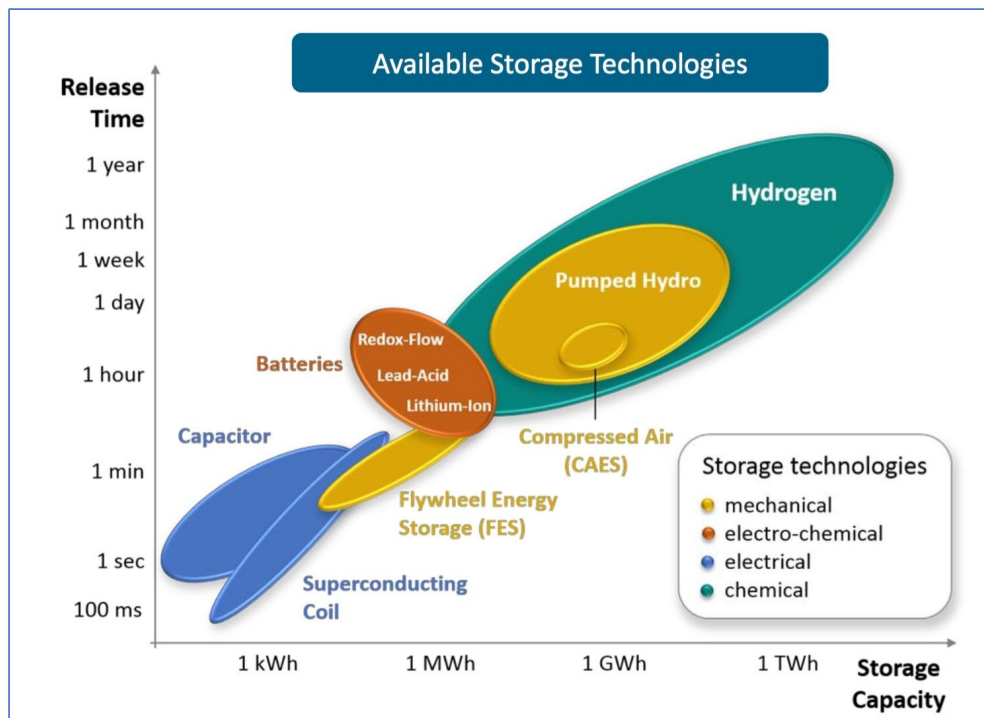 Available Storage Technologies
Release
Time
1 year
1 month
1 week
1 day
1 hour
1 min
1 sec
100 ms
Hydrogen
Pumped Hydro
Redox-Flow
Lead-Acid
Lithium-Ion
Batteries
Capacitor
Compressed Air
(CAES)
Flywheel Energy
Storage (FES)
Superconducting
Coil
Storage technologies
mechanical
electro-chemical
electrical
chemical
1 kWh
1 MWh
1 GWh
1 TWh
Storage
Capacity